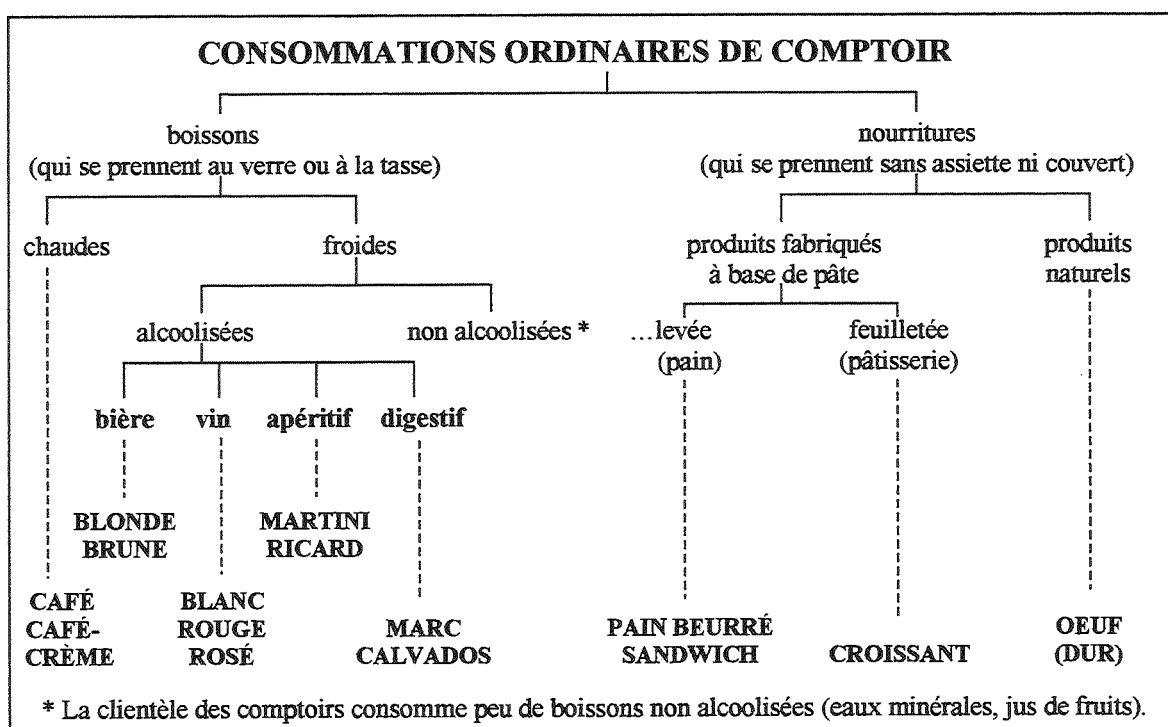 CONSOMMATIONS ORDINAIRES DE COMPTOIR
boissons
(qui se prennent au verre ou à la tasse)
nourritures
(qui se prennent sans assiette ni couvert)
chaudes
froides
produits fabriqués
à base de pâte
produits
naturels
alcoolisées
non alcoolisées *
...levée
(pain)
feuilletée
(pâtisserie)
bière
vin
apéritif
digestif
BLONDE
BRUNE
MARTINI
RICARD
CAFÉ
CAFÉ-
CRÈME
BLANC
ROUGE
ROSÉ
MARC
CALVADOS
PAIN BEURRÉ
SANDWICH
CROISSANT
OEUF
(DUR)
* La clientèle des comptoirs consomme peu de boissons non alcoolisées (eaux minérales, jus de fruits).